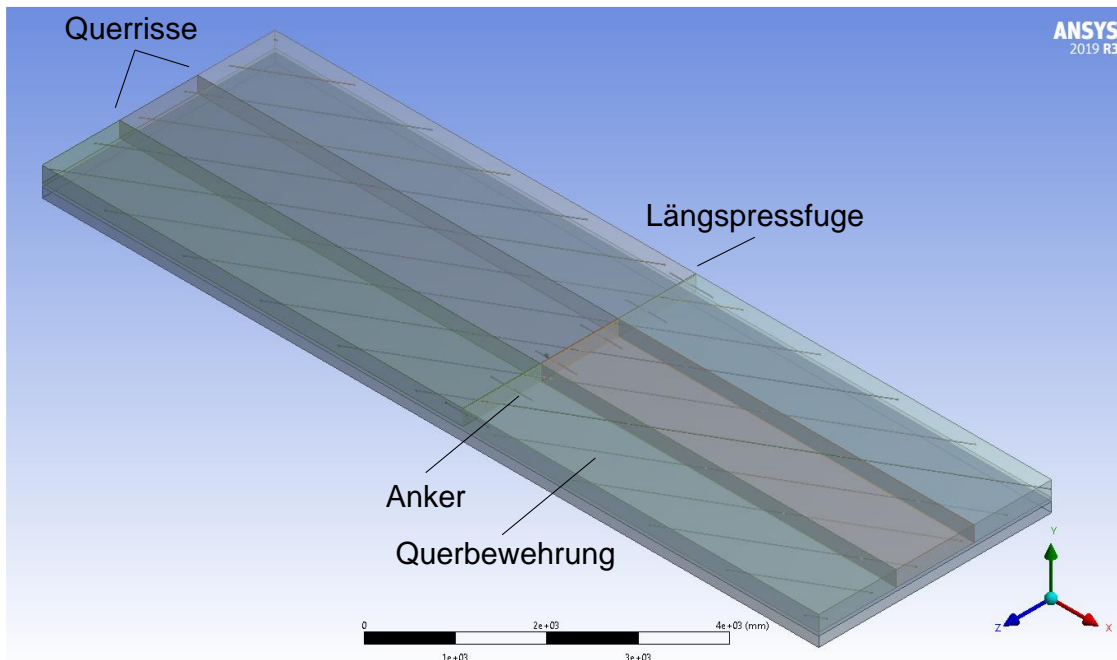 Querrisse
ANSYS
2019 R3
Längspressfuge
Anker
Querbewehrung
Y
Z
X
0
2e+03
4e+03 (mm)
1e+03
3e+03